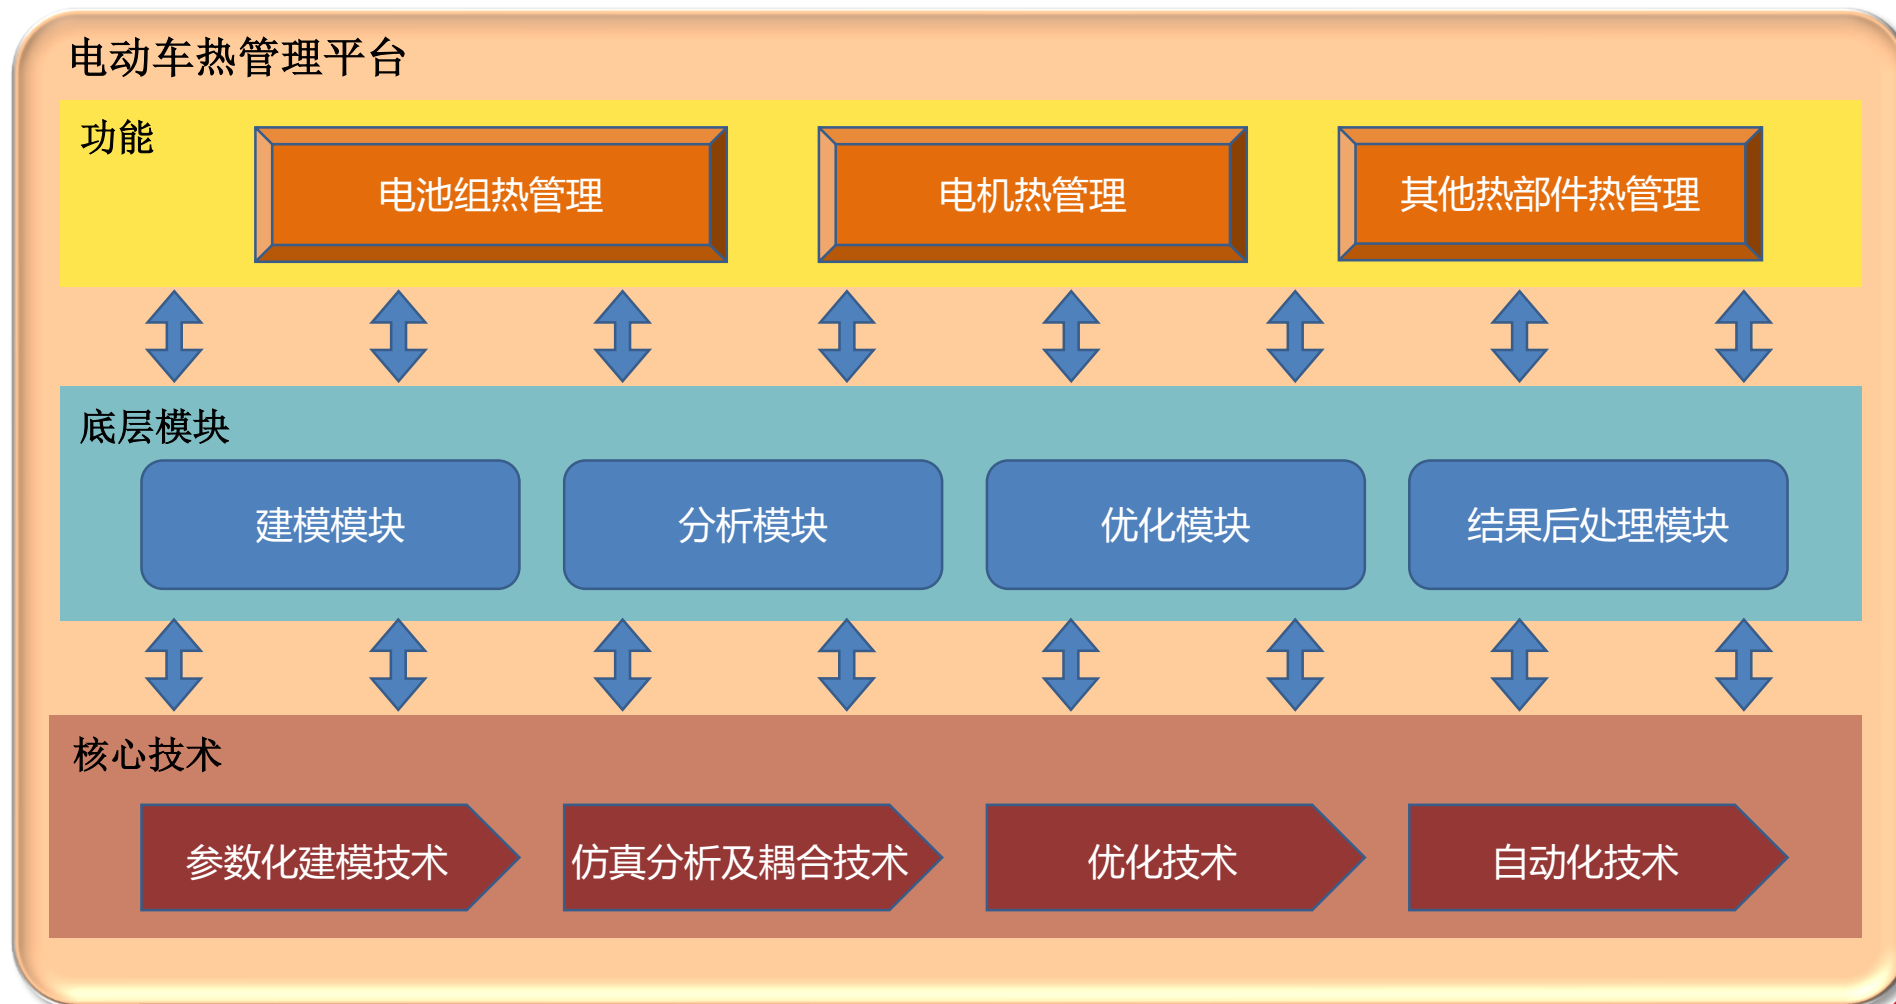 电动车热管理平台
功能
电池组热管理
电机热管理
其他热部件热管理
底层模块
建模模块
分析模块
优化模块
结果后处理模块
核心技术
参数化建模技术
仿真分析及耦合技术
优化技术
自动化技术